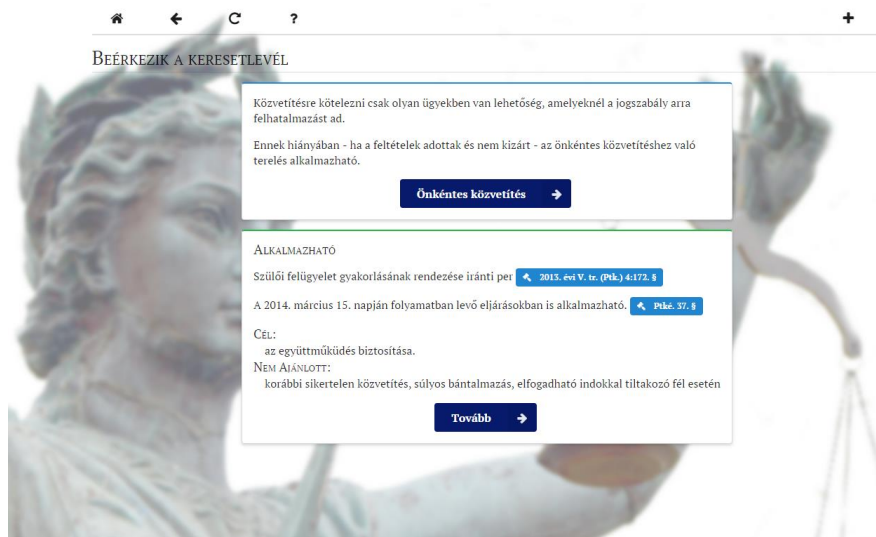 ?
Beérkezik a keresetlevél
Közvetítésre kötelezni csak olyan ügyekben van lehetőség, amelyeknél a jogszabály arra
felhatalmazást ad.
Ennek hiányában - ha a feltételek adottak és nem kizárt - az önkéntes közvetítéshez való
terelés alkalmazható.
Önkéntes közvetítés
Alkalmazható
Szülői felügyelet gyakorlásának rendezése iránti per 2013. évi V. tr. (Ptk.) 4:172. §
A 2014. március 15. napján folyamatban levő eljárásokban is alkalmazható. Ptké. 37. §
Cél:
az együttműködés biztosítása.
Nem Ajánlott:
korábbi sikertelen közvetítés, súlyos bántalmazás, elfogadható indokkal tiltakozó fél esetén
Tovább